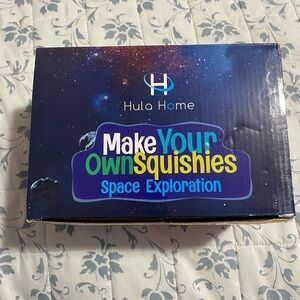 H
Hula Home
Make Your
Own Squishies
Space Exploration